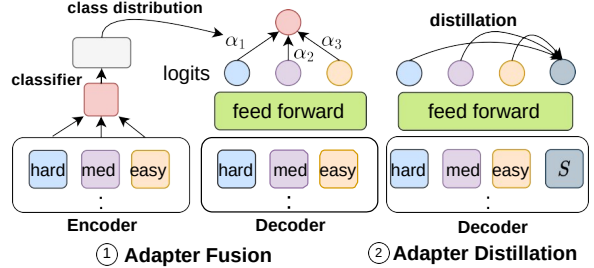 class distribution
classifier
hard med easy
:
Encoder
α1 α2 α3
logits
feed forward
hard med easy
:
Decoder
① Adapter Fusion
distillation
feed forward
hard med easy S
:
Decoder
② Adapter Distillation